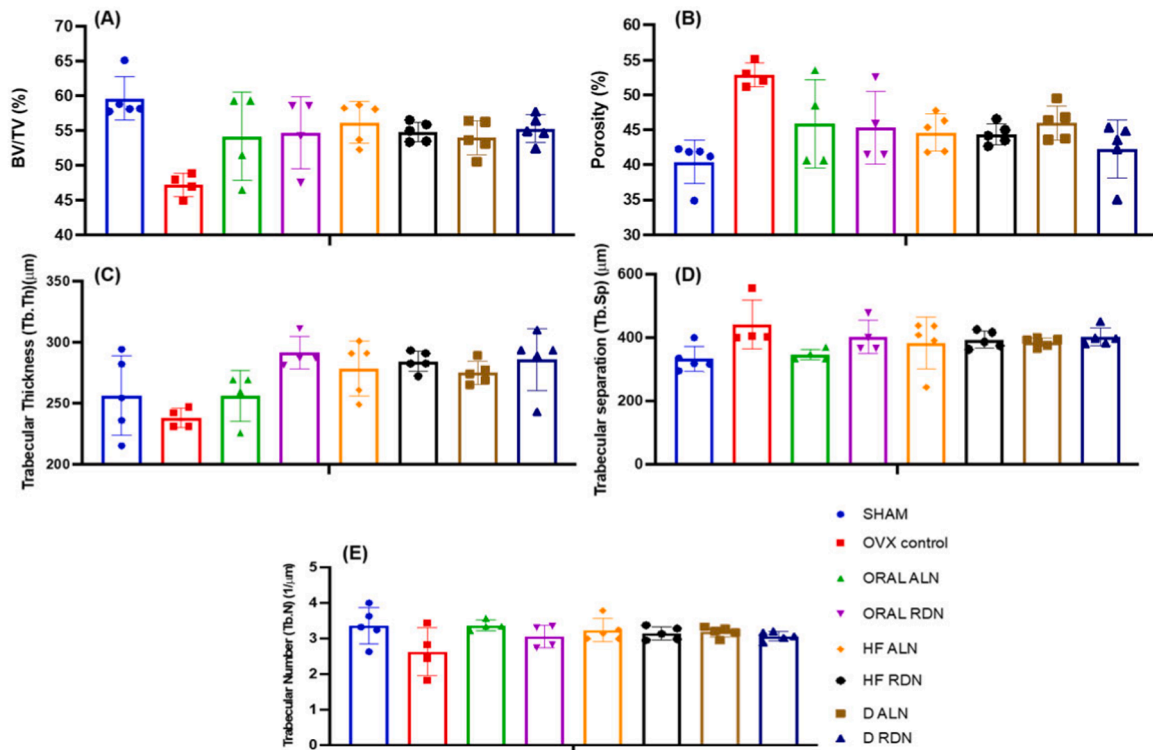 (A)
BV/TV (%)
70
65
60
55
50
45
40
(B)
Porosity (%)
60
55
50
45
40
35
30
(C)
Trabecular Thickness (Tb.Th)(µm)
350
300
250
200
(D)
Trabecular separation (Tb.Sp) (µm)
600
400
200
0
(E)
Trabecular Number (Tb.N) (1/µm)
5
4
3
2
1
0
SHAM
OVX control
ORAL ALN
ORAL RDN
HF ALN
HF RDN
D ALN
D RDN